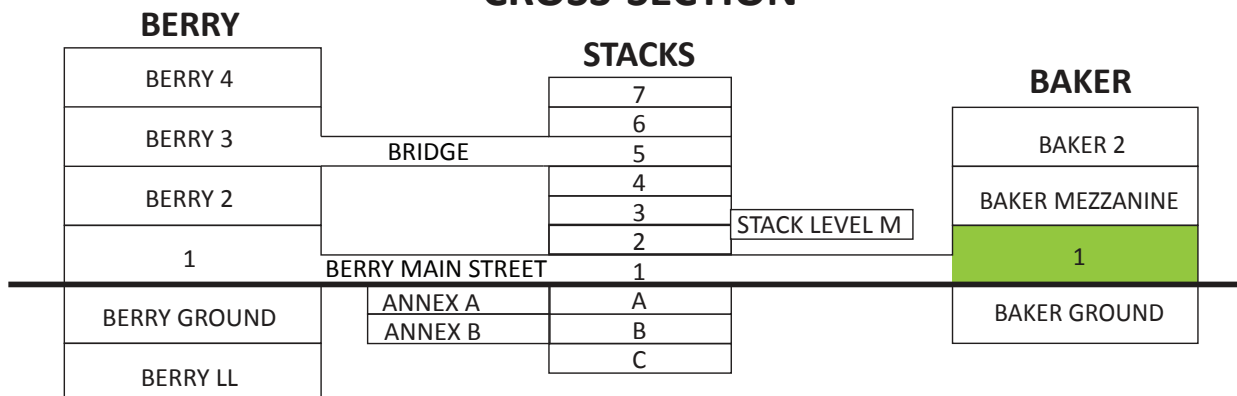 CROSS-SECTION
BERRY
BERRY 4
BERRY 3
BERRY 2
1
BERRY GROUND
BERRY LL
BRIDGE
BERRY MAIN STREET
ANNEX A
ANNEX B
STACKS
7
6
5
4
3
2
1
A
B
C
STACK LEVEL M
BAKER
BAKER 2
BAKER MEZZANINE
1
BAKER GROUND